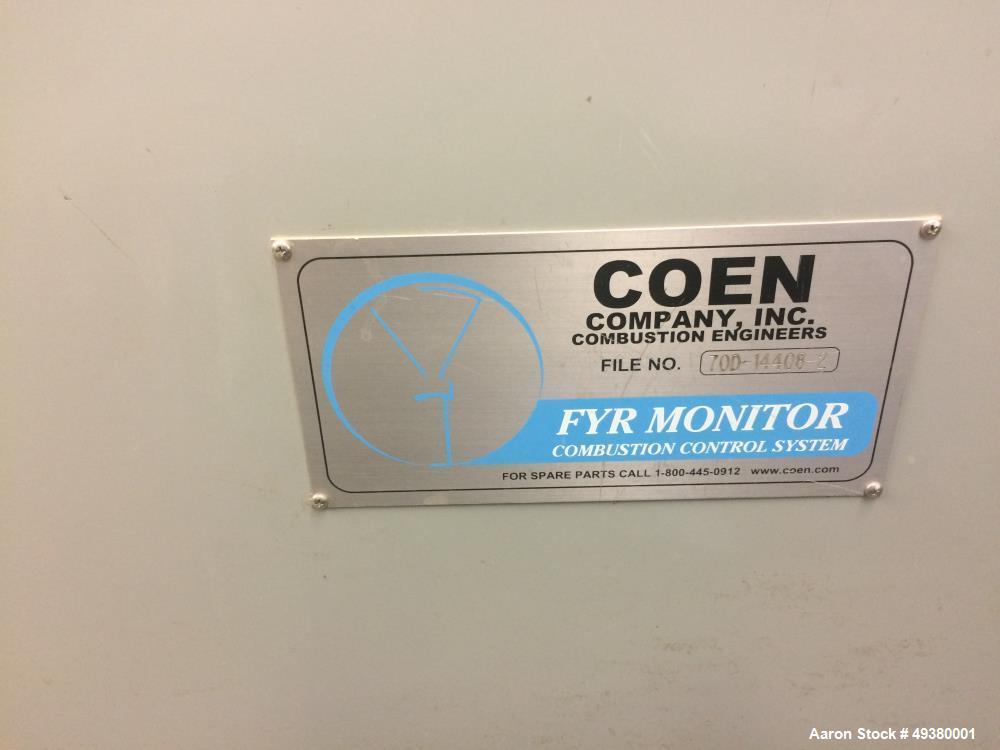 COEN
COMPANY, INC.
COMBUSTION ENGINEERS
FILE NO. 70D-14408-2
FYR MONITOR
COMBUSTION CONTROL SYSTEM
FOR SPARE PARTS CALL 1-800-445-0912 www.coen.com
Aaron Stock # 49380001